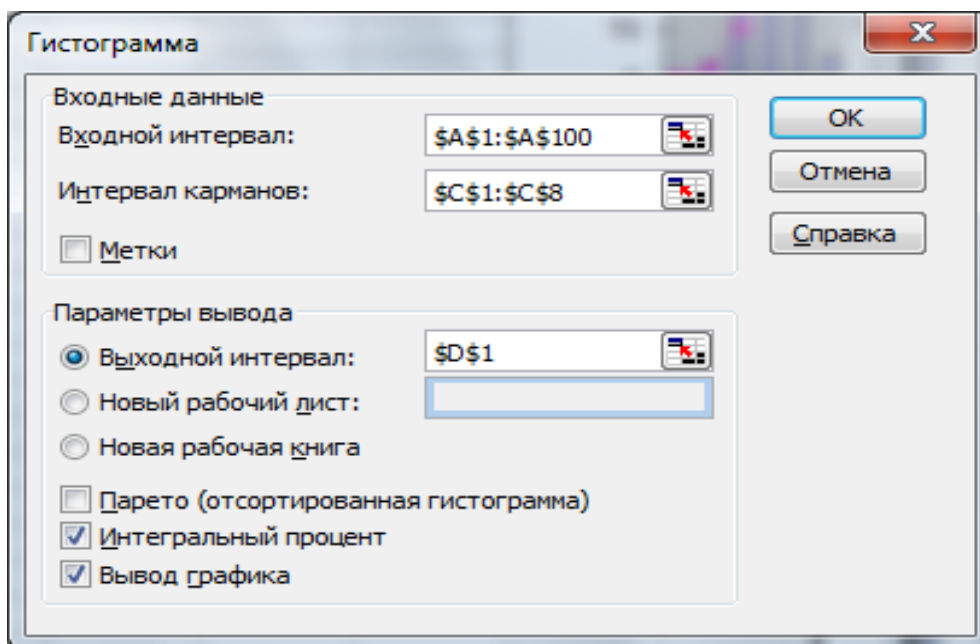 Гистограмма
Входные данные
Входной интервал: $A$1:$A$100
Интервал карманов: $C$1:$C$8
Метки
OK
Отмена
Справка
Параметры вывода
Выходной интервал: $D$1
Новый рабочий лист:
Новая рабочая книга
Парето (отсортированная гистограмма)
Интегральный процент
Вывод графика